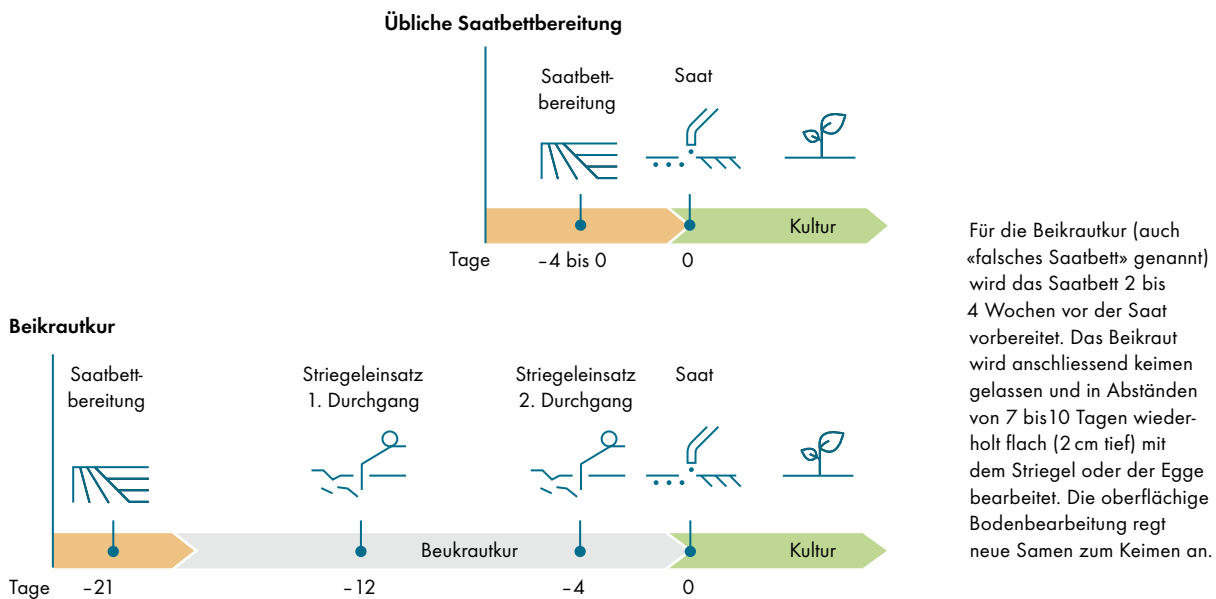 Übliche Saatbettbereitung
Saatbett-
bereitung
Saat
Kultur
Tage
–4 bis 0
0
Beikrautkur
Saatbett-
bereitung
Striegeleinsatz
1. Durchgang
Striegeleinsatz
2. Durchgang
Saat
Beukrautkur
Kultur
Tage
–21
–12
–4
0
Für die Beikrautkur (auch
«falsches Saatbett» genannt)
wird das Saatbett 2 bis
4 Wochen vor der Saat
vorbereitet. Das Beikraut
wird anschliessend keimen
gelassen und in Abständen
von 7 bis10 Tagen wieder-
holt flach (2 cm tief) mit
dem Striegel oder der Egge
bearbeitet. Die oberflächige
Bodenbearbeitung regt
neue Samen zum Keimen an.